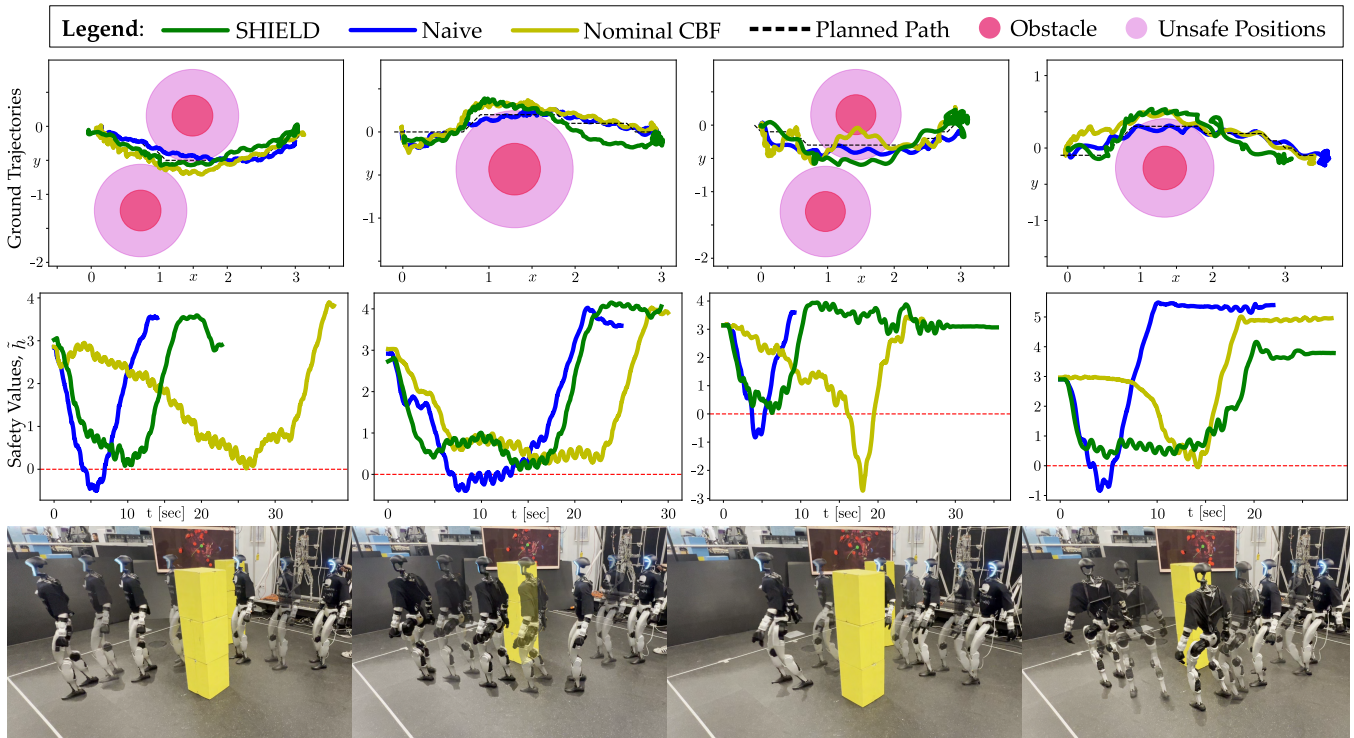 Legend: SHIELD Naive Nominal CBF Planned Path Obstacle Unsafe Positions
Ground Trajectories
0
y
-1
-2
0 1 x 2 3
0
y
-1
0 1 x 2 3
0
y
-1
-2
0 1 x 2 3
1
0
y
-1
0 1 x 2 3
Safety Values, h̃
4
3
2
1
0
0 10 t [sec] 20 30
4
3
2
1
0
0 10 t [sec] 20 30
4
3
2
1
0
-1
-2
-3
0 10 t [sec] 20 30
5
4
3
2
1
0
-1
0 10 t [sec] 20